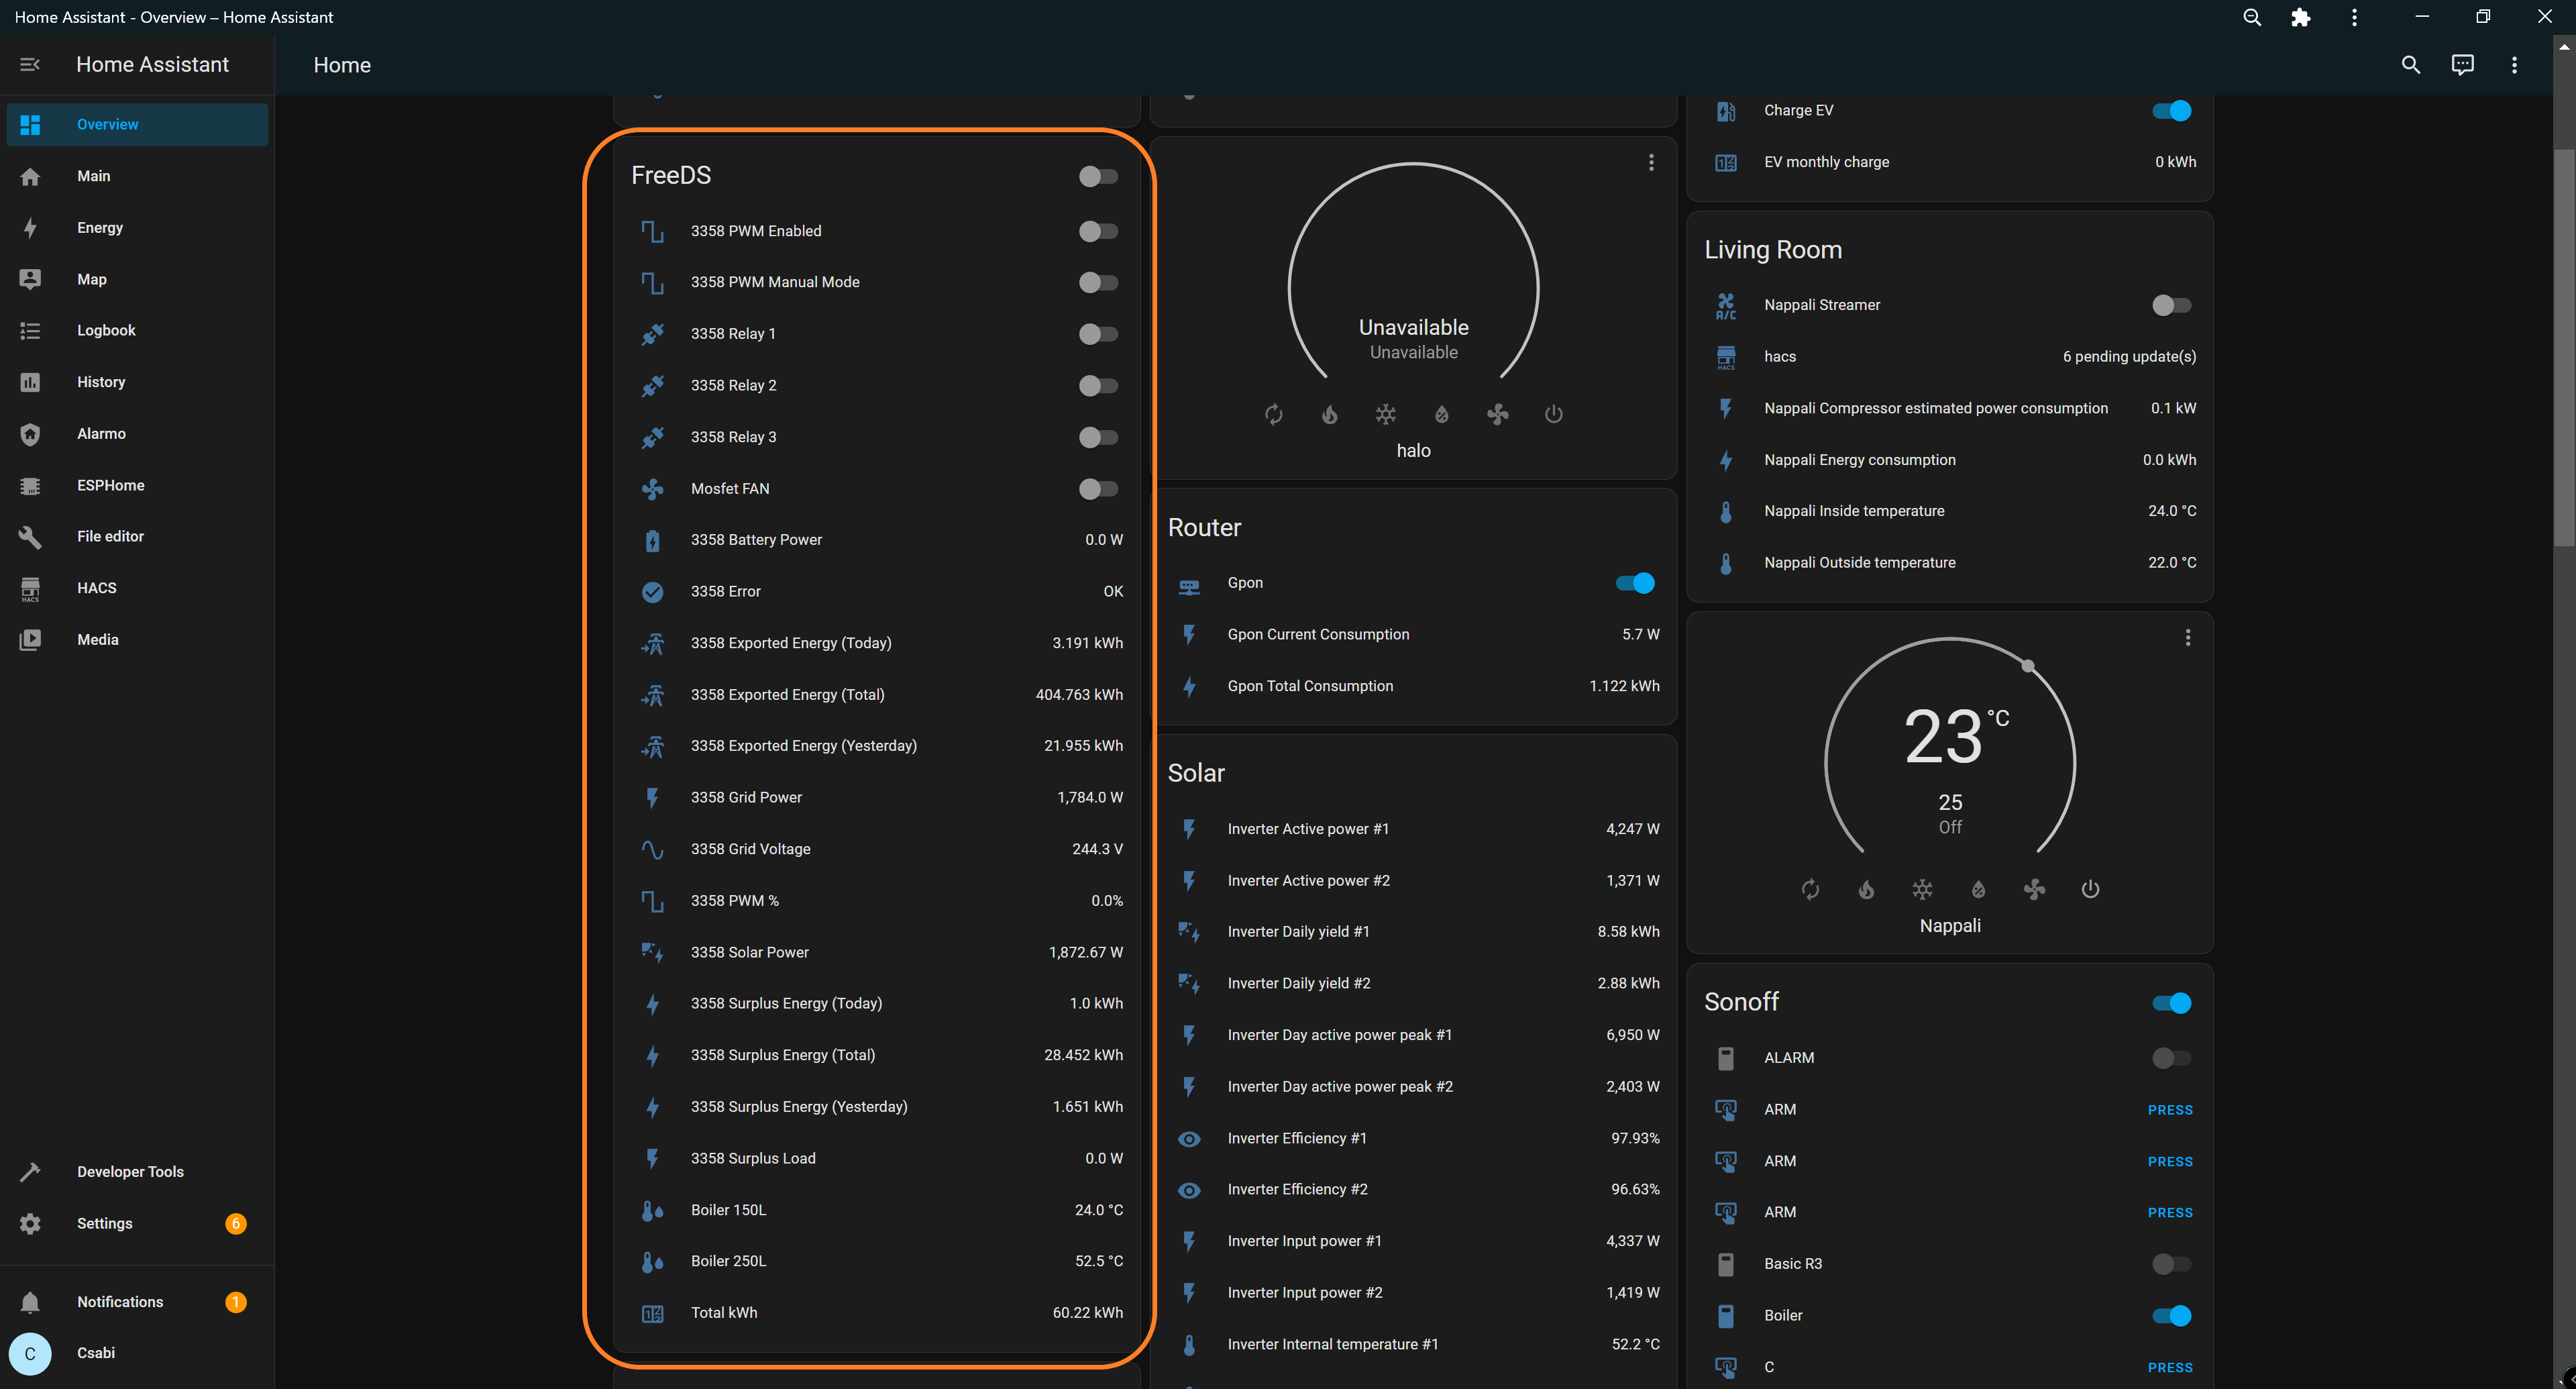 Home Assistant - Overview – Home Assistant
Home Assistant
Home
Overview
Main
Energy
Map
Logbook
History
Alarmo
ESPHome
File editor
HACS
HACS
Media
Developer Tools
Settings
6
Notifications
1
C
Csabi
FreeDS
3358 PWM Enabled
3358 PWM Manual Mode
3358 Relay 1
3358 Relay 2
3358 Relay 3
Mosfet FAN
3358 Battery Power 0.0 W
3358 Error OK
3358 Exported Energy (Today) 3.191 kWh
3358 Exported Energy (Total) 404.763 kWh
3358 Exported Energy (Yesterday) 21.955 kWh
3358 Grid Power 1,784.0 W
3358 Grid Voltage 244.3 V
3358 PWM % 0.0%
3358 Solar Power 1,872.67 W
3358 Surplus Energy (Today) 1.0 kWh
3358 Surplus Energy (Total) 28.452 kWh
3358 Surplus Energy (Yesterday) 1.651 kWh
3358 Surplus Load 0.0 W
Boiler 150L 24.0 °C
Boiler 250L 52.5 °C
Total kWh 60.22 kWh
Unavailable
Unavailable
halo
Router
Gpon
Gpon Current Consumption 5.7 W
Gpon Total Consumption 1.122 kWh
Solar
Inverter Active power #1 4,247 W
Inverter Active power #2 1,371 W
Inverter Daily yield #1 8.58 kWh
Inverter Daily yield #2 2.88 kWh
Inverter Day active power peak #1 6,950 W
Inverter Day active power peak #2 2,403 W
Inverter Efficiency #1 97.93%
Inverter Efficiency #2 96.63%
Inverter Input power #1 4,337 W
Inverter Input power #2 1,419 W
Inverter Internal temperature #1 52.2 °C
Charge EV
EV monthly charge 0 kWh
Living Room
A/C
Nappali Streamer
HACS
hacs 6 pending update(s)
Nappali Compressor estimated power consumption 0.1 kW
Nappali Energy consumption 0.0 kWh
Nappali Inside temperature 24.0 °C
Nappali Outside temperature 22.0 °C
23 °C
25
Off
Nappali
Sonoff
ALARM
ARM PRESS
ARM PRESS
ARM PRESS
Basic R3
Boiler
C PRESS